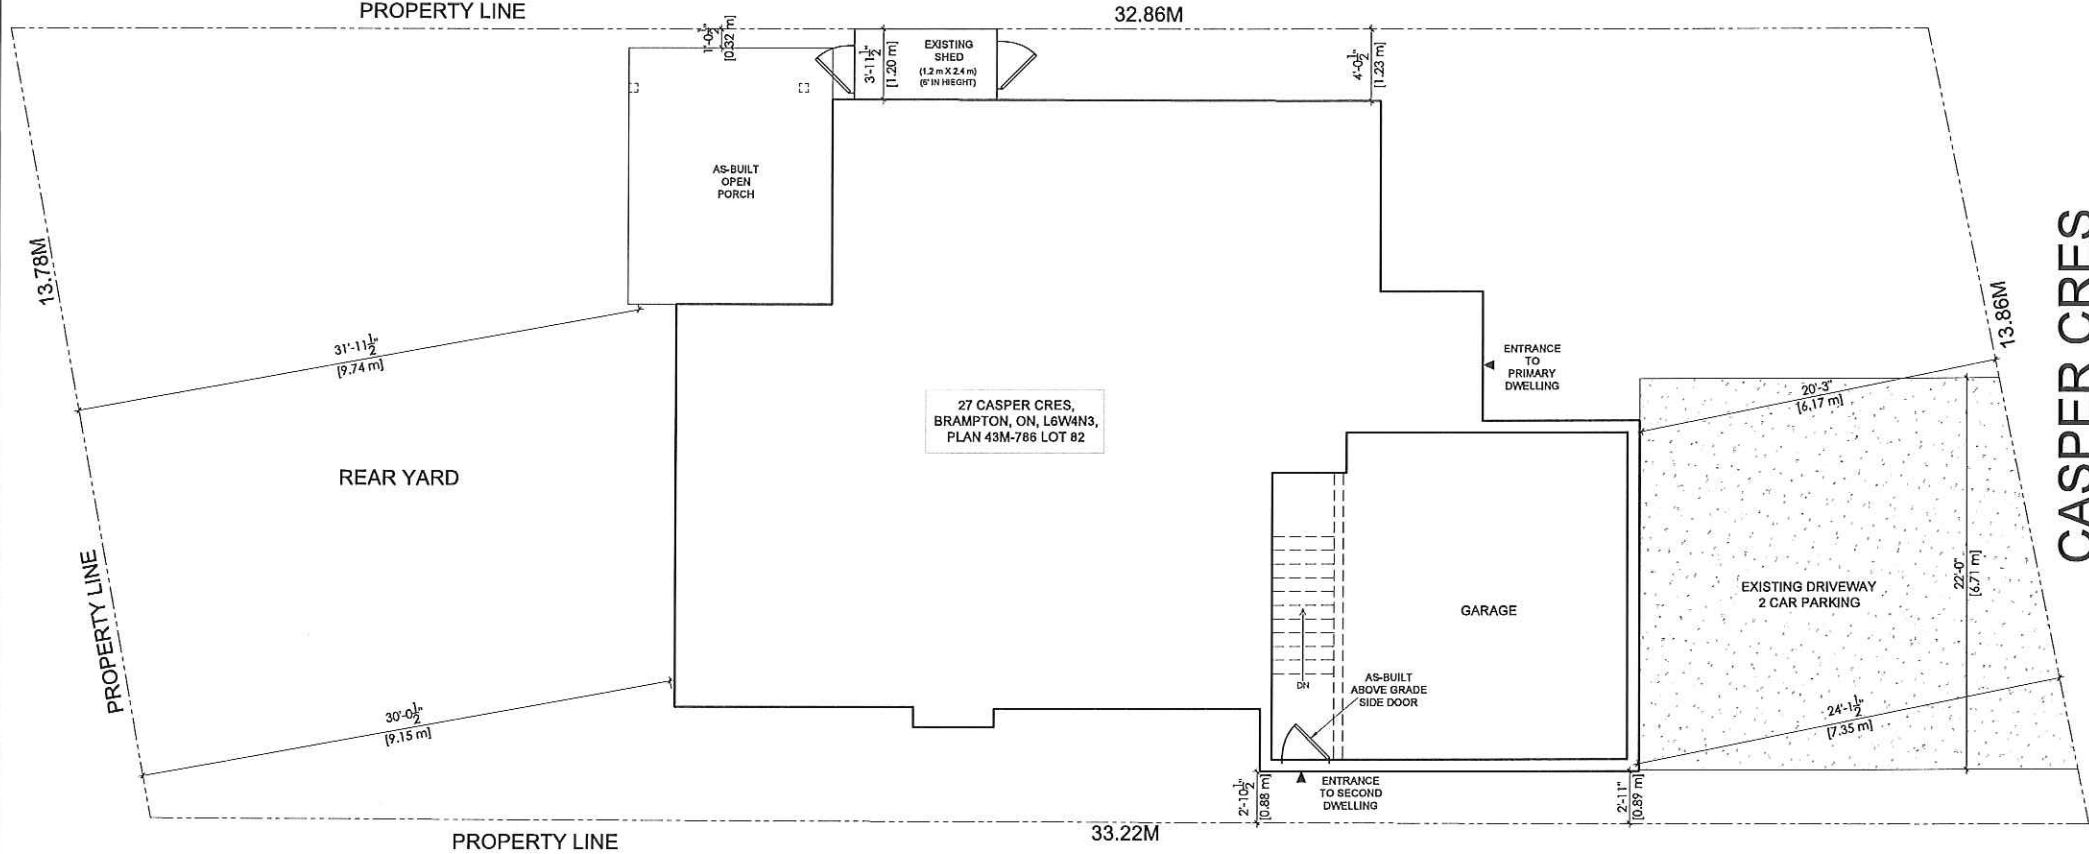 PROPERTY LINE
32.86M
1'-0½"
[0.32 m]
3'-11½"
[1.20 m]
EXISTING
SHED
(1.2 m X 2.4 m)
(6' IN HIEGHT)
4'-0½"
[1.23 m]
AS-BUILT
OPEN
PORCH
13.78M
13.86M
CASPER CRES
31'-11½"
[9.74 m]
ENTRANCE
TO
PRIMARY
DWELLING
20'-3"
[6.17 m]
27 CASPER CRES,
BRAMPTON, ON, L6W4N3,
PLAN 43M-786 LOT 82
REAR YARD
PROPERTY LINE
EXISTING DRIVEWAY
2 CAR PARKING
22'-0"
[6.71 m]
GARAGE
DN
AS-BUILT
ABOVE GRADE
SIDE DOOR
30'-0½"
[9.15 m]
24'-1½"
[7.35 m]
2'-10½"
[0.88 m]
ENTRANCE
TO SECOND
DWELLING
2'-11"
[0.89 m]
PROPERTY LINE
33.22M